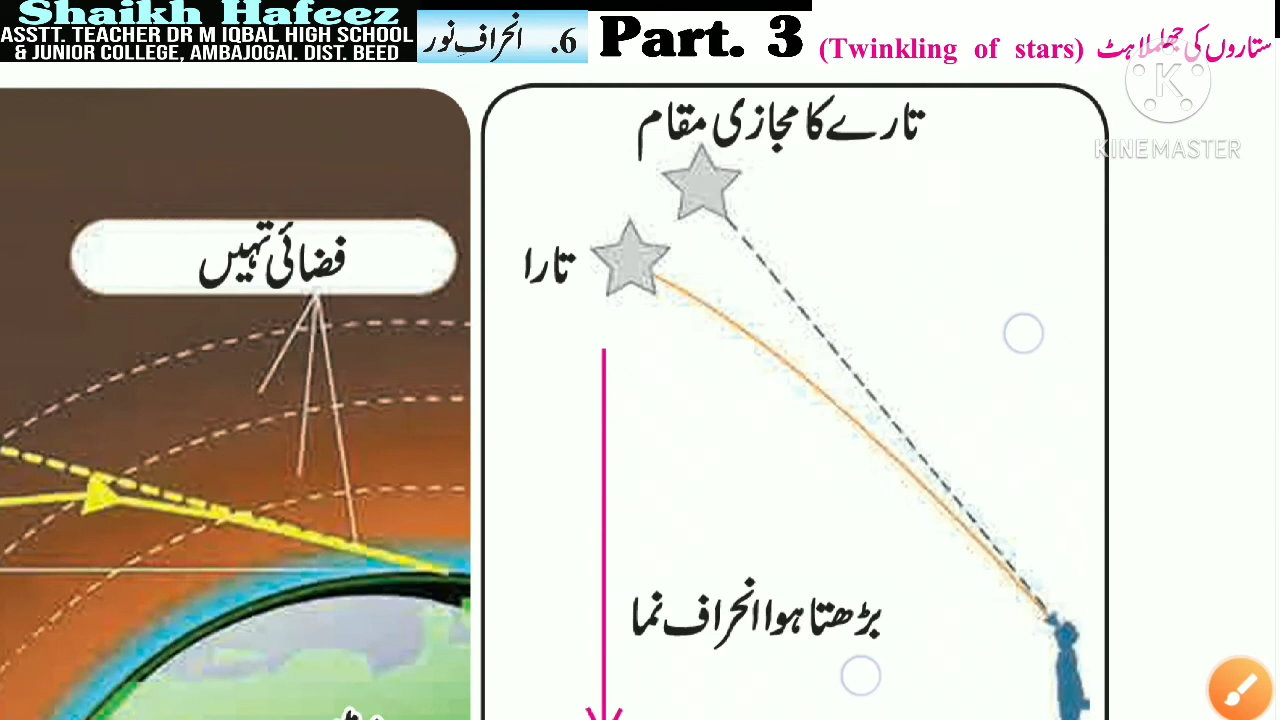 Shaikh Hafeez
ASSTT. TEACHER DR M IQBAL HIGH SCHOOL
& JUNIOR COLLEGE, AMBAJOGAI. DIST. BEED
6. انحرافِ نور
Part. 3
ستاروں کی جھلملاہٹ (Twinkling of stars)
KINEMASTER
تارے کا مجازی مقام
تارا
فضائی تہیں
بڑھتا ہوا انحراف نما